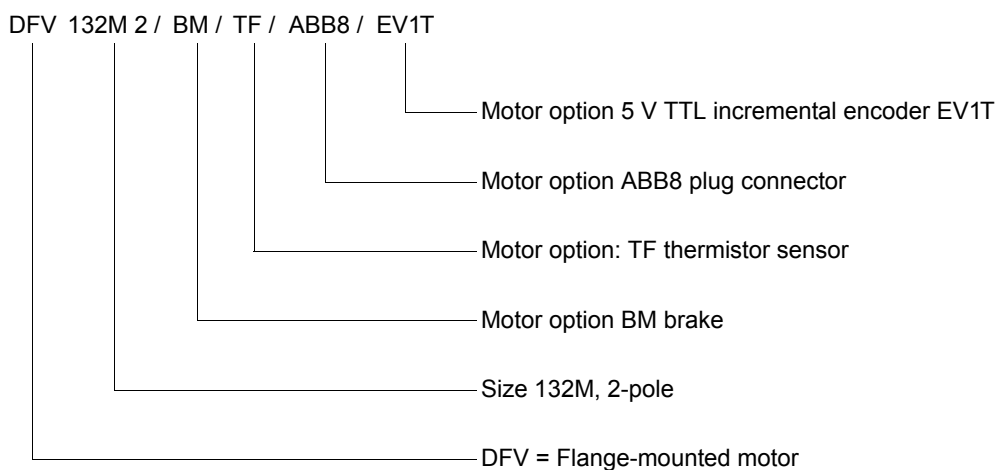 DFV 132M 2 / BM / TF / ABB8 / EV1T
Motor option 5 V TTL incremental encoder EV1T
Motor option ABB8 plug connector
Motor option: TF thermistor sensor
Motor option BM brake
Size 132M, 2-pole
DFV = Flange-mounted motor